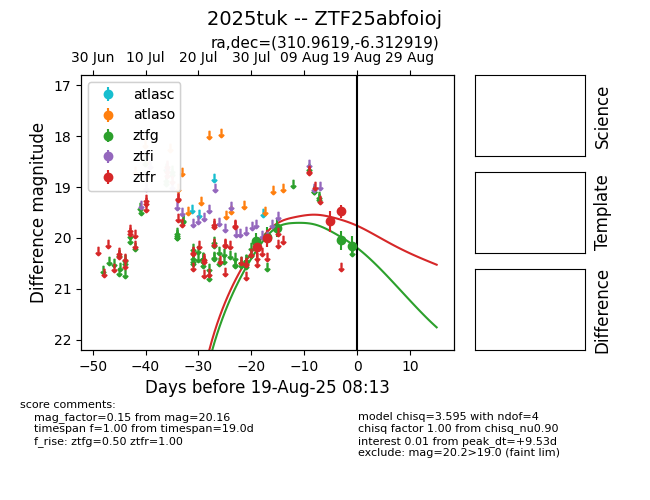 2025tuk -- ZTF25abfoioj
ra,dec=(310.9619,-6.312919)
30 Jun 10 Jul 20 Jul 30 Jul 09 Aug 19 Aug 29 Aug
17
18
19
20
21
22
Difference magnitude
atlasc
atlaso
ztfg
ztfi
ztfr
−50 −40 −30 −20 −10 0 10
Days before 19-Aug-25 08:13
Science
Template
Difference
score comments:
mag_factor=0.15 from mag=20.16
timespan f=1.00 from timespan=19.0d
f_rise: ztfg=0.50 ztfr=1.00
model chisq=3.595 with ndof=4
chisq factor 1.00 from chisq_nu0.90
interest 0.01 from peak_dt=+9.53d
exclude: mag=20.2>19.0 (faint lim)